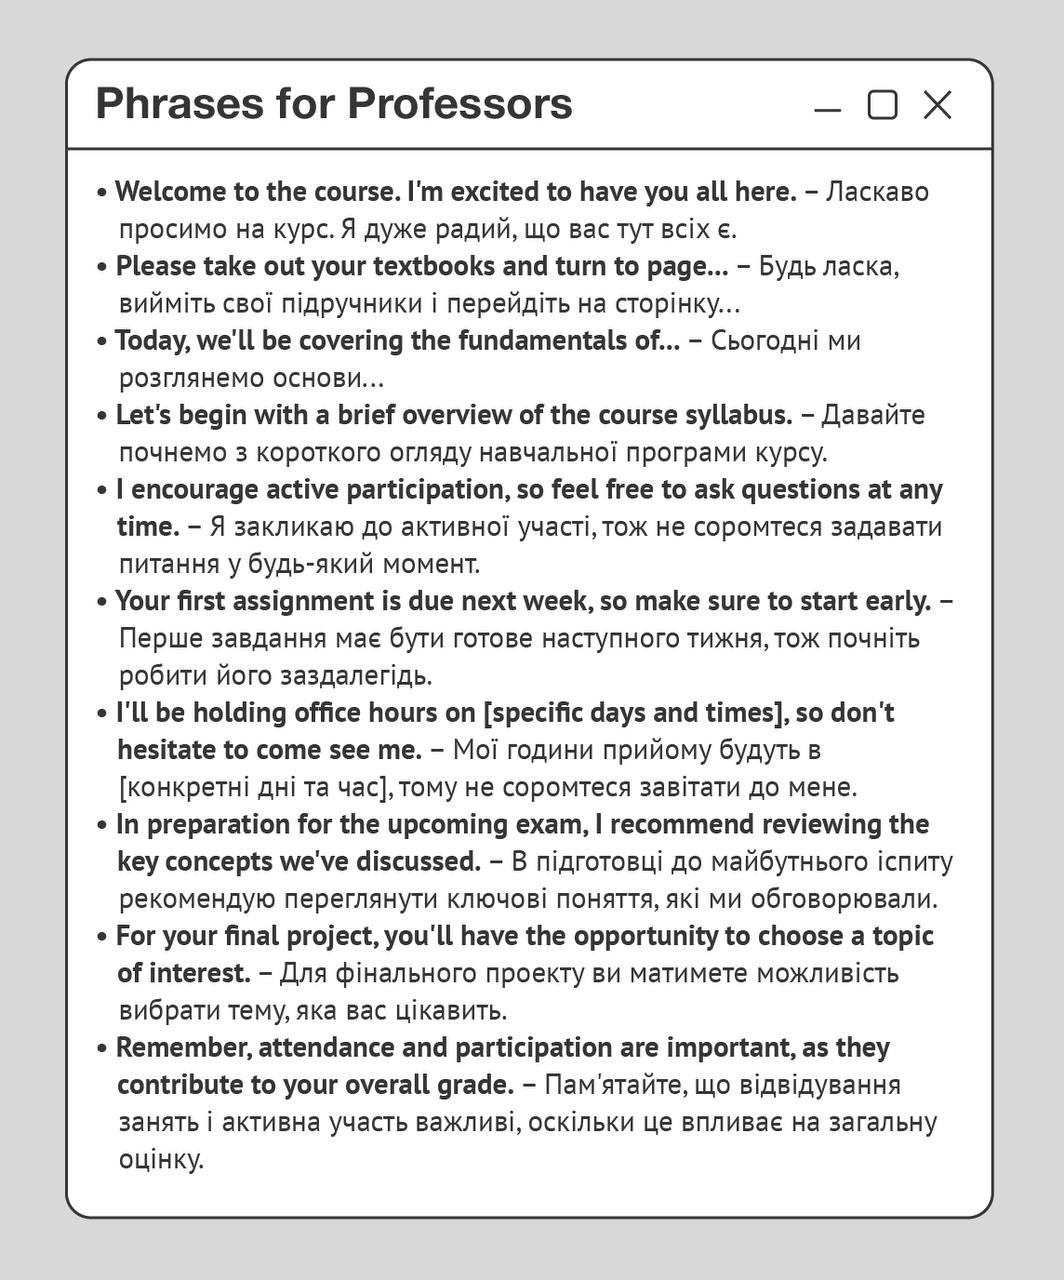 Phrases for Professors
• Welcome to the course. I'm excited to have you all here. – Ласкаво
просимо на курс. Я дуже радий, що вас тут всіх є.
• Please take out your textbooks and turn to page... – Будь ласка,
вийміть свої підручники і перейдіть на сторінку...
• Today, we'll be covering the fundamentals of... – Сьогодні ми
розглянемо основи...
• Let's begin with a brief overview of the course syllabus. – Давайте
почнемо з короткого огляду навчальної програми курсу.
• I encourage active participation, so feel free to ask questions at any
time. – Я закликаю до активної участі, тож не соромтеся задавати
питання у будь-який момент.
• Your first assignment is due next week, so make sure to start early. –
Перше завдання має бути готове наступного тижня, тож почніть
робити його заздалегідь.
• I'll be holding office hours on [specific days and times], so don't
hesitate to come see me. – Мої години прийому будуть в
[конкретні дні та час], тому не соромтеся завітати до мене.
• In preparation for the upcoming exam, I recommend reviewing the
key concepts we've discussed. – В підготовці до майбутнього іспиту
рекомендую переглянути ключові поняття, які ми обговорювали.
• For your final project, you'll have the opportunity to choose a topic
of interest. – Для фінального проекту ви матимете можливість
вибрати тему, яка вас цікавить.
• Remember, attendance and participation are important, as they
contribute to your overall grade. – Пам'ятайте, що відвідування
занять і активна участь важливі, оскільки це впливає на загальну
оцінку.